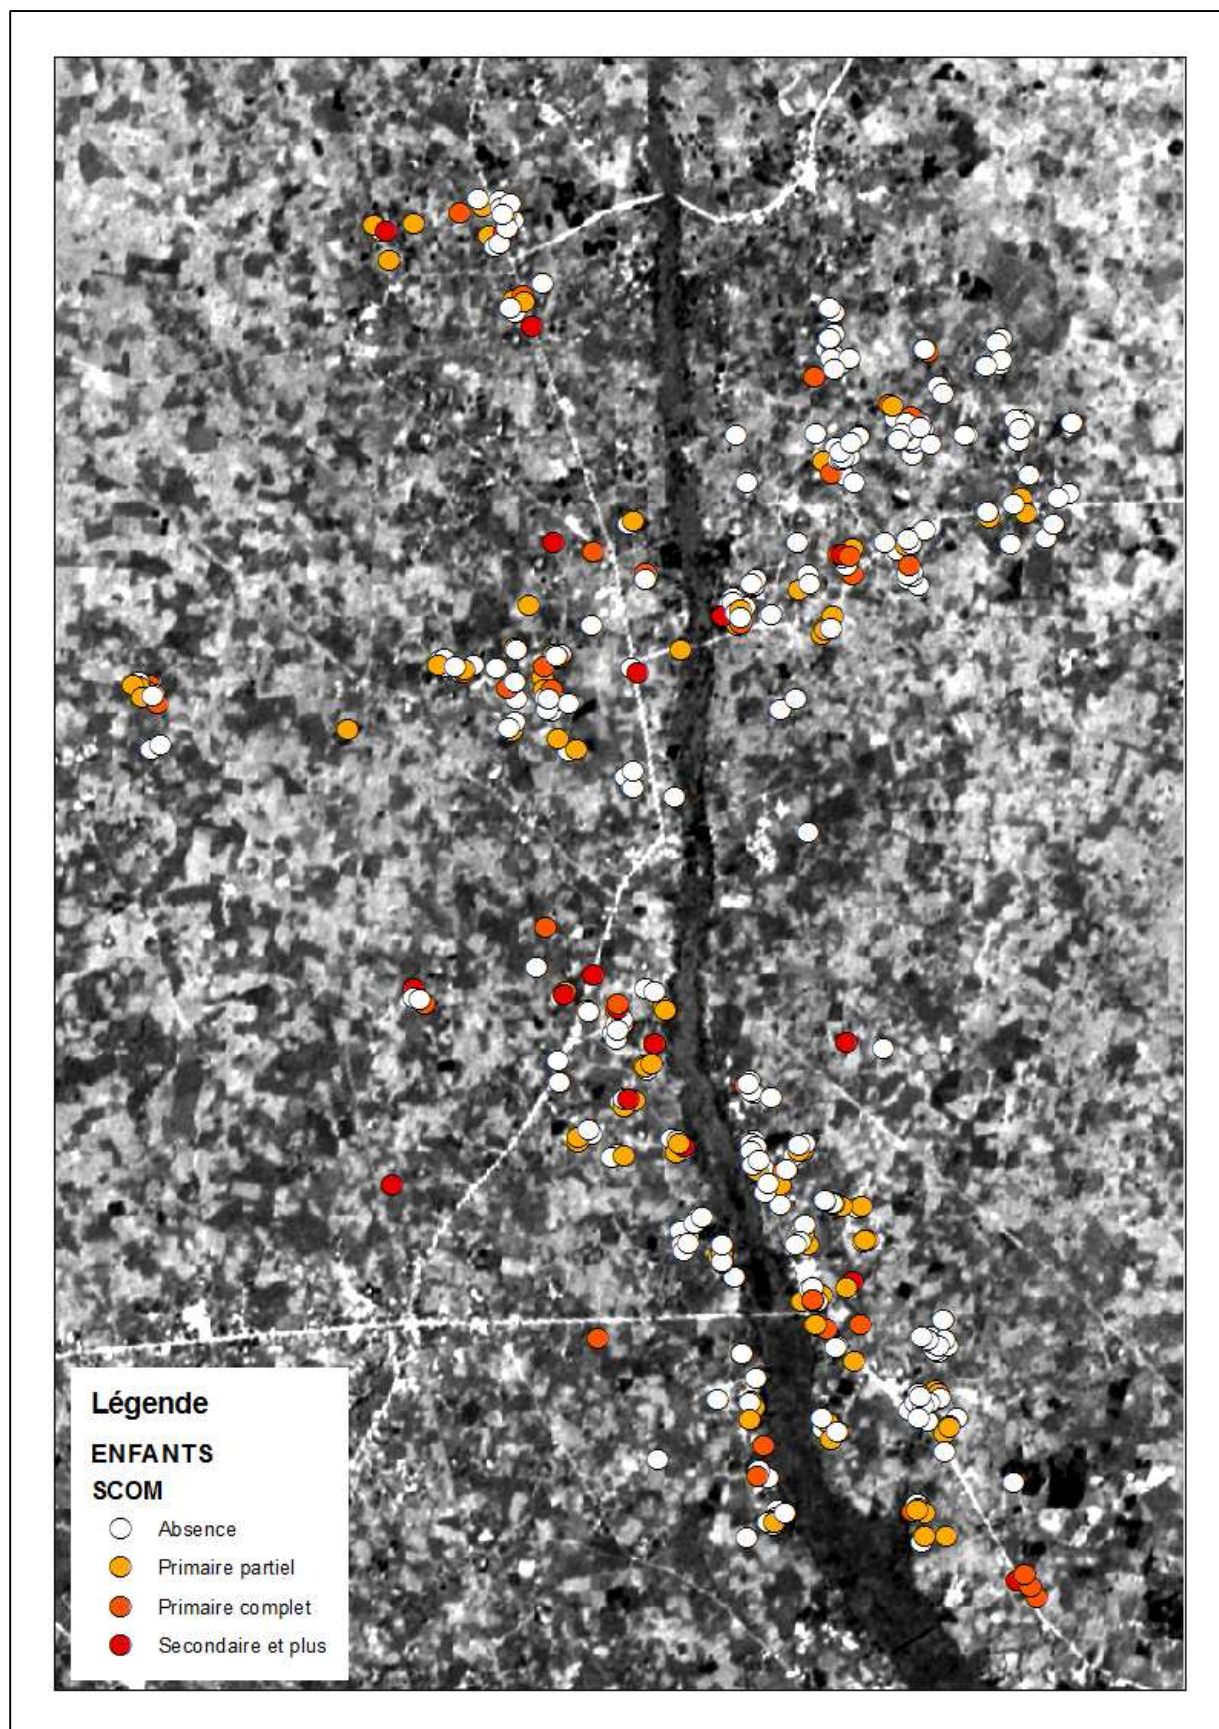 Légende
ENFANTS
SCOM
Absence
Primaire partiel
Primaire complet
Secondaire et plus